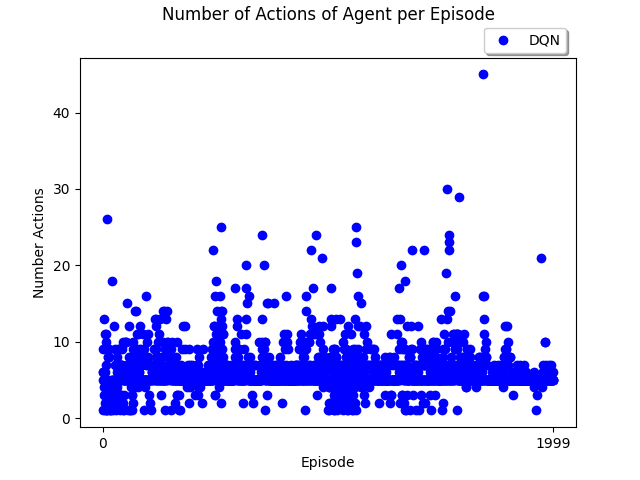 Number of Actions of Agent per Episode
DQN
40
30
20
10
0
Number Actions
0
1999
Episode